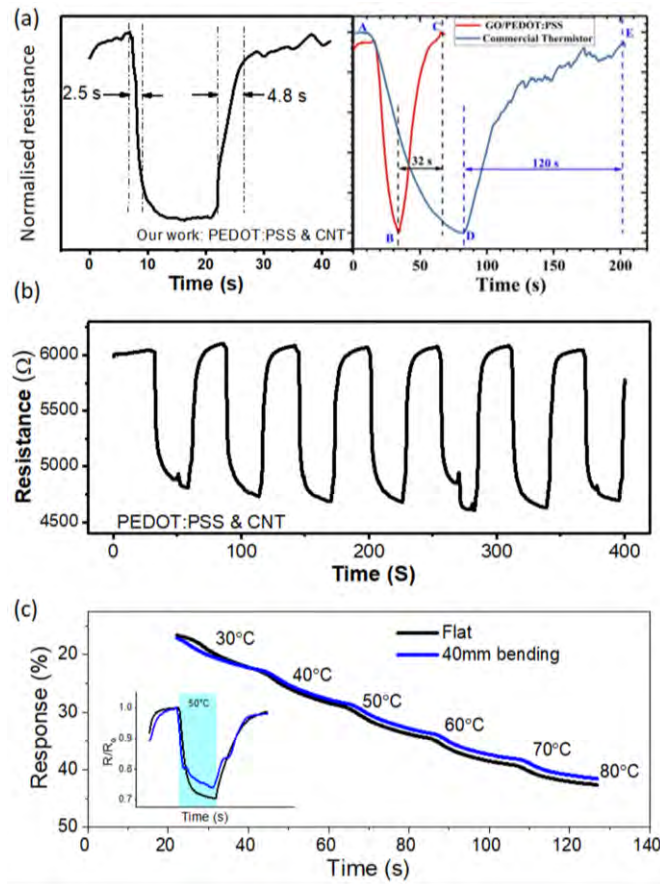 (a)
Normalised resistance
2.5 s
4.8 s
Our work: PEDOT:PSS & CNT
0 10 20 30 40
Time (s)
A
C
E
GO/PEDOT:PSS
Commercial Thermistor
32 s
120 s
B
D
0 50 100 150 200
Time (s)
(b)
Resistance (Ω)
6000
5500
5000
4500
PEDOT:PSS & CNT
0 100 200 300 400
Time (S)
(c)
Response (%)
20
30
40
50
30°C
40°C
50°C
60°C
70°C
80°C
Flat
40mm bending
R/R₀
1.0
0.9
0.8
0.7
50°C
Time (s)
0 20 40 60 80 100 120 140
Time (s)